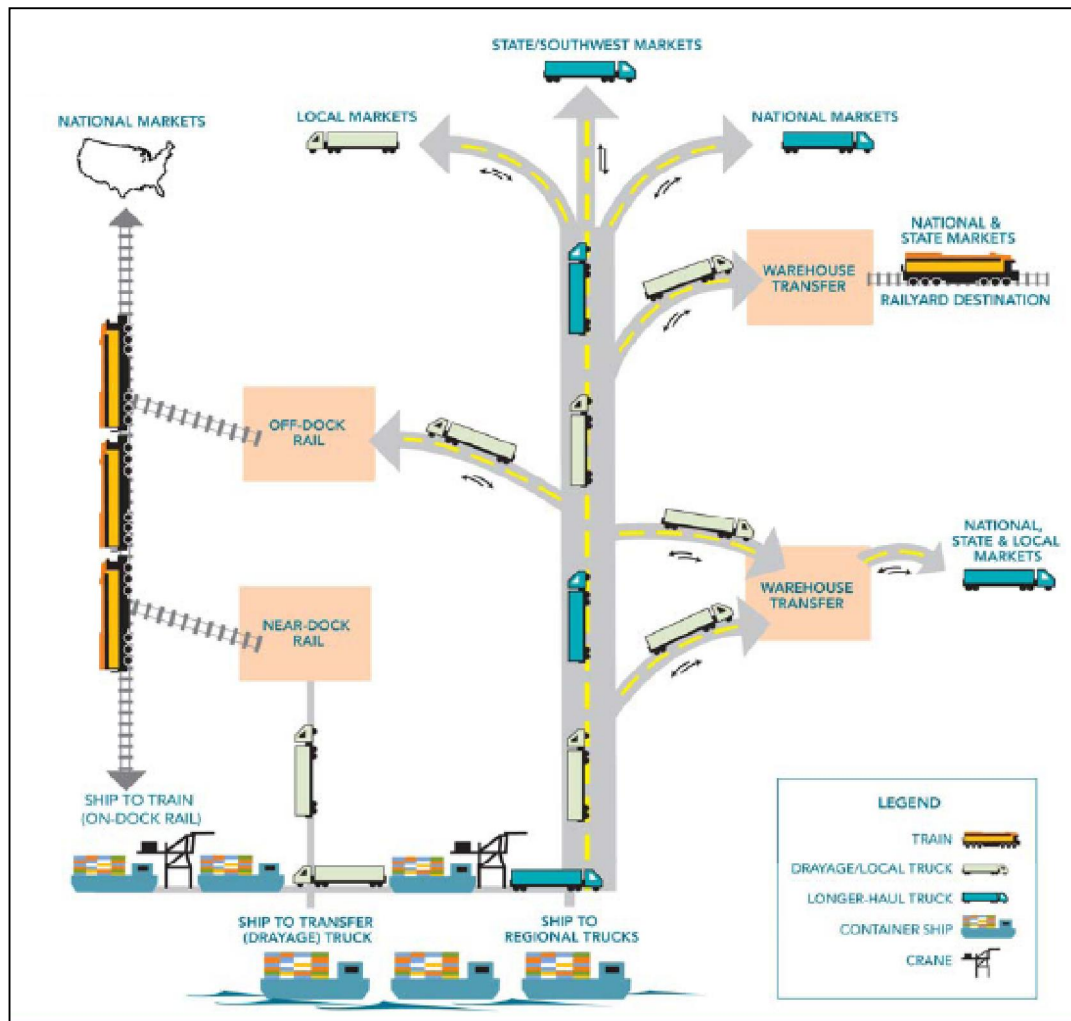 STATE/SOUTHWEST MARKETS
LOCAL MARKETS
NATIONAL MARKETS
NATIONAL MARKETS
NATIONAL &
STATE MARKETS
WAREHOUSE
TRANSFER
RAILYARD DESTINATION
OFF-DOCK
RAIL
NATIONAL,
STATE & LOCAL
MARKETS
WAREHOUSE
TRANSFER
NEAR-DOCK
RAIL
SHIP TO TRAIN
(ON-DOCK RAIL)
SHIP TO TRANSFER
(DRAYAGE) TRUCK
SHIP TO
REGIONAL TRUCKS
LEGEND
TRAIN
DRAYAGE/LOCAL TRUCK
LONGER-HAUL TRUCK
CONTAINER SHIP
CRANE